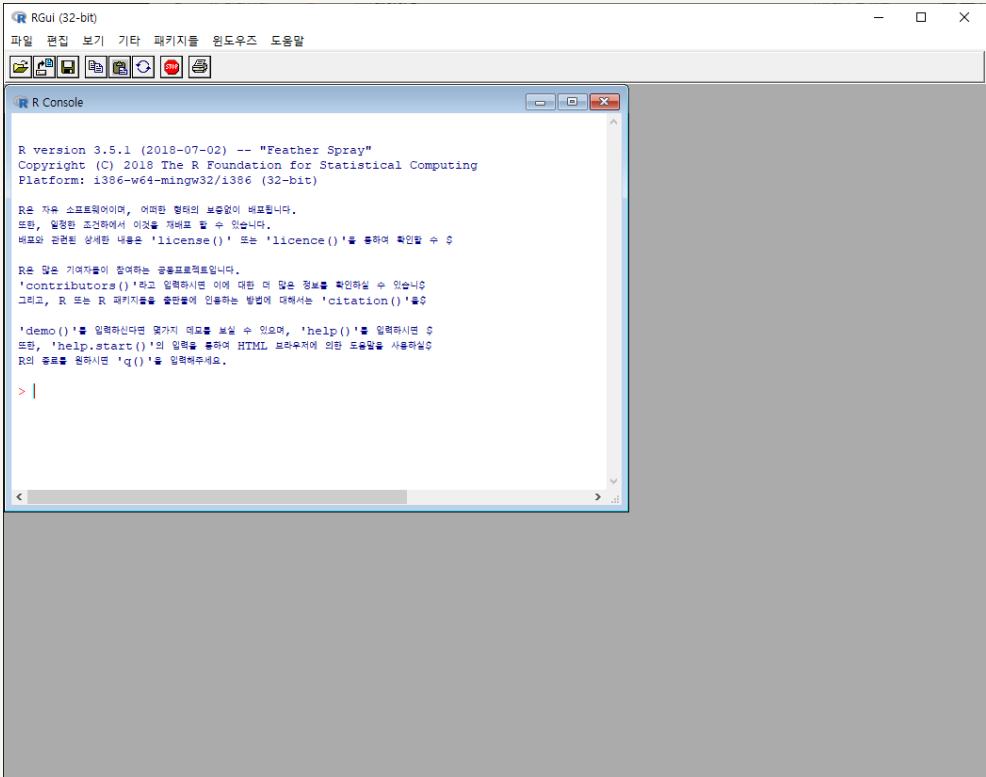 RGui (32-bit)
파일 편집 보기 기타 패키지들 윈도우즈 도움말
STOP
R Console
R version 3.5.1 (2018-07-02) -- "Feather Spray"
Copyright (C) 2018 The R Foundation for Statistical Computing
Platform: i386-w64-mingw32/i386 (32-bit)
R은 자유 소프트웨어이며, 어떠한 형태의 보증없이 배포됩니다.
또한, 일정한 조건하에서 이것을 재배포 할 수 있습니다.
배포와 관련된 상세한 내용은 'license()' 또는 'licence()'을 통하여 확인할 수 $
R은 많은 기여자들이 참여하는 공동프로젝트입니다.
'contributors()'라고 입력하시면 이에 대한 더 많은 정보를 확인하실 수 있습니$
그리고, R 또는 R 패키지들을 출판물에 인용하는 방법에 대해서는 'citation()'을$
'demo()'를 입력하신다면 몇가지 데모를 보실 수 있으며, 'help()'를 입력하시면 $
또한, 'help.start()'의 입력을 통하여 HTML 브라우저에 의한 도움말을 사용하실$
R의 종료를 원하시면 'q()'을 입력해주세요.
>